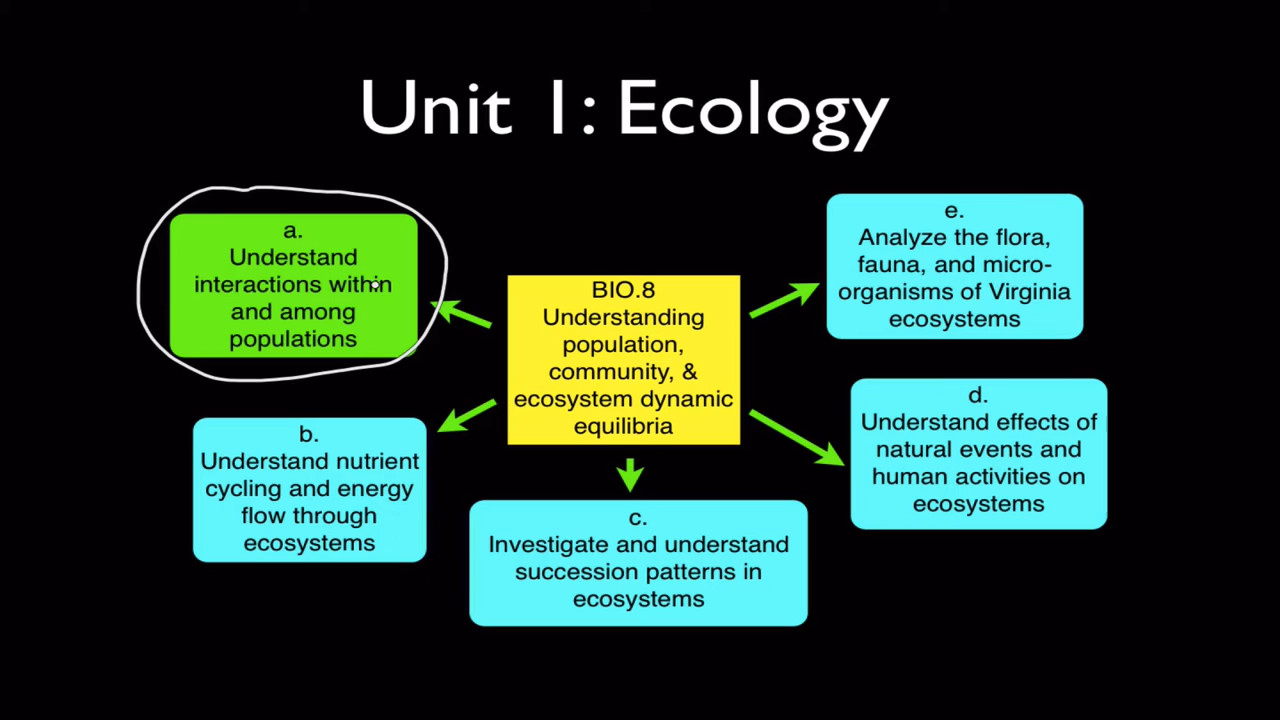 Unit 1: Ecology
a.
Understand
interactions within
and among
populations
BIO.8
Understanding
population,
community, &
ecosystem dynamic
equilibria
e.
Analyze the flora,
fauna, and micro-
organisms of Virginia
ecosystems
b.
Understand nutrient
cycling and energy
flow through
ecosystems
c.
Investigate and understand
succession patterns in
ecosystems
d.
Understand effects of
natural events and
human activities on
ecosystems